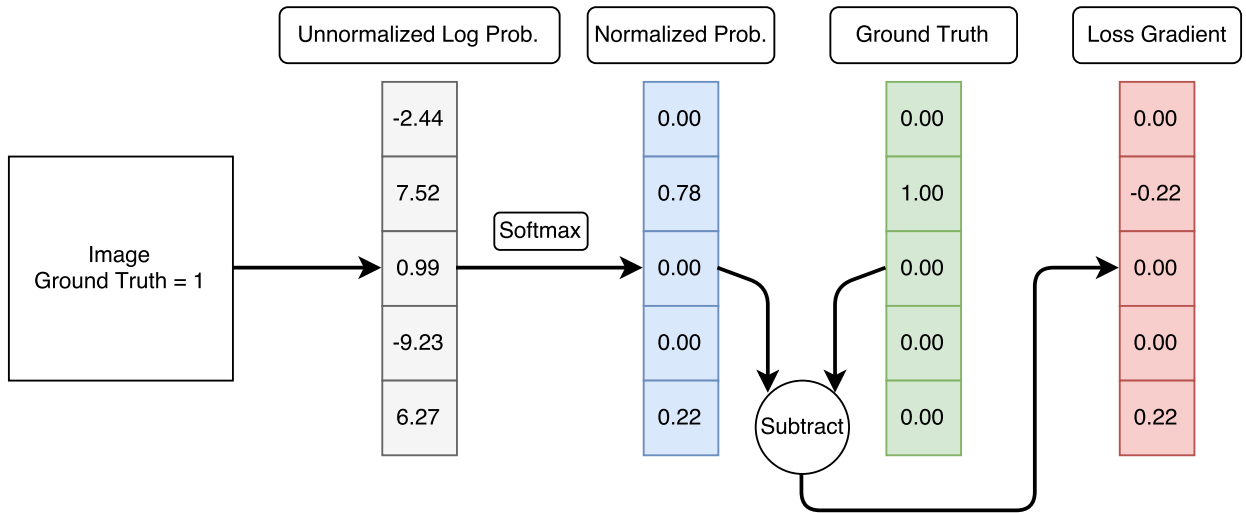 Unnormalized Log Prob.
Normalized Prob.
Ground Truth
Loss Gradient
Image
Ground Truth = 1
-2.44
7.52
0.99
-9.23
6.27
Softmax
0.00
0.78
0.00
0.00
0.22
Subtract
0.00
1.00
0.00
0.00
0.00
0.00
-0.22
0.00
0.00
0.22